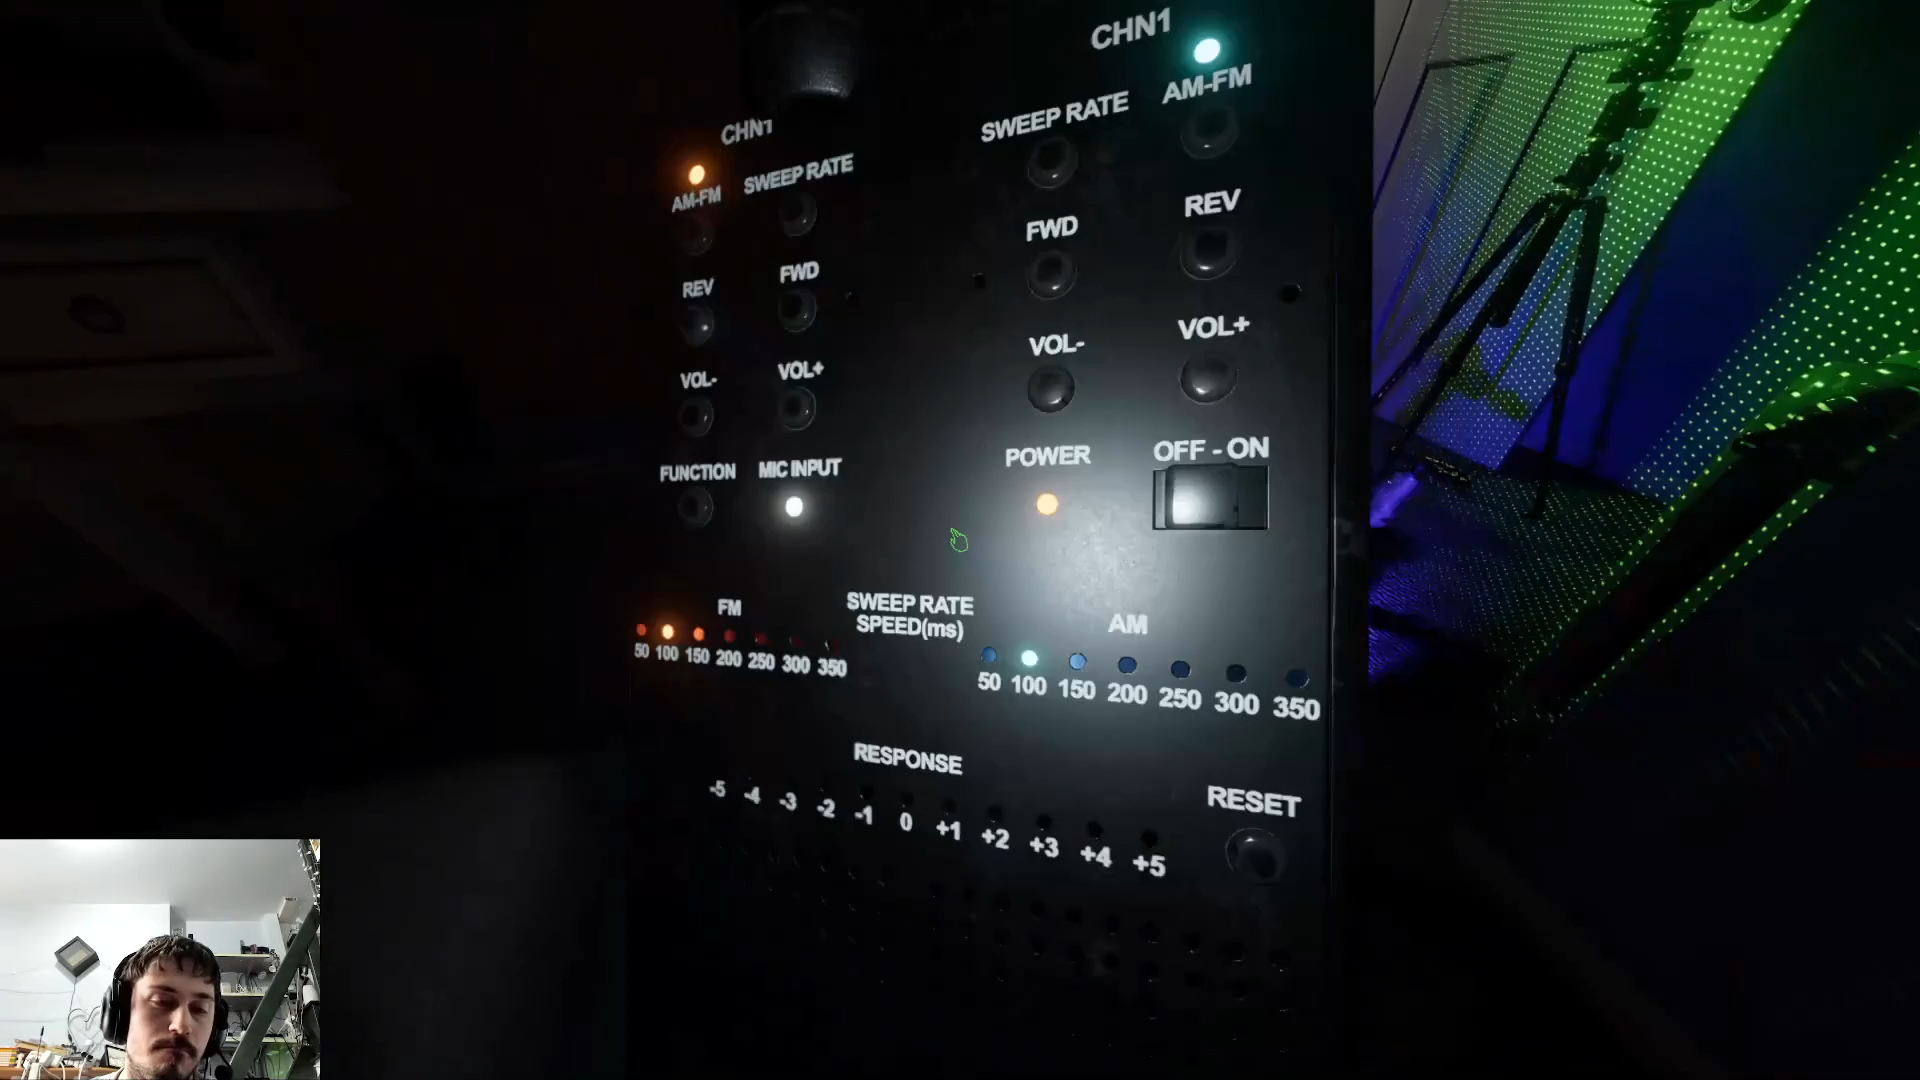 CHN1
AM-FM SWEEP RATE
REV FWD
VOL- VOL+
FUNCTION MIC INPUT
CHN1
SWEEP RATE AM-FM
FWD REV
VOL- VOL+
POWER OFF - ON
FM
50 100 150 200 250 300 350
SWEEP RATE
SPEED(ms)
AM
50 100 150 200 250 300 350
RESPONSE
-5 -4 -3 -2 -1 0 +1 +2 +3 +4 +5
RESET